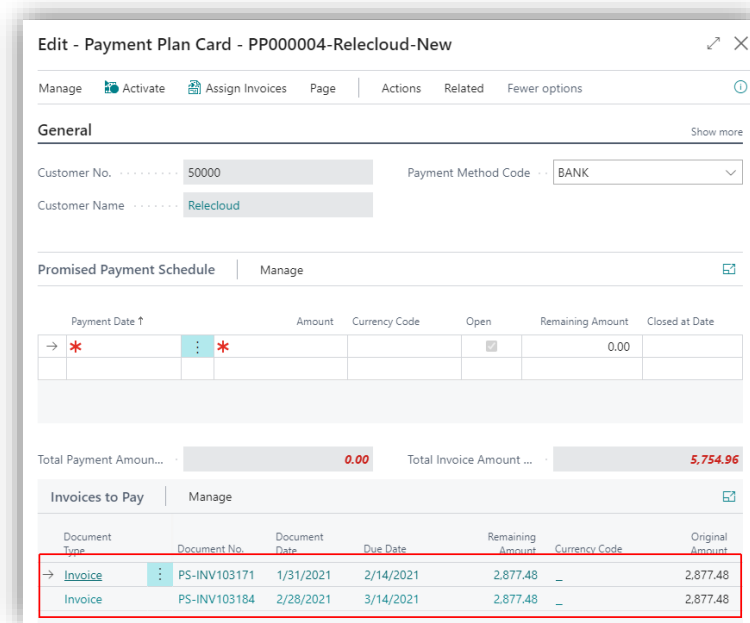 Edit - Payment Plan Card - PP000004-Relecloud-New
Manage Activate Assign Invoices Page Actions Related Fewer options
General Show more
Customer No. 50000 Payment Method Code BANK
Customer Name Relecloud
Promised Payment Schedule Manage
Payment Date ↑ Amount Currency Code Open Remaining Amount Closed at Date
* * 0.00
Total Payment Amoun... 0.00 Total Invoice Amount ... 5,754.96
Invoices to Pay Manage
Document Type Document No. Document Date Due Date Remaining Amount Currency Code Original Amount
Invoice PS-INV103171 1/31/2021 2/14/2021 2,877.48 _ 2,877.48
Invoice PS-INV103184 2/28/2021 3/14/2021 2,877.48 _ 2,877.48